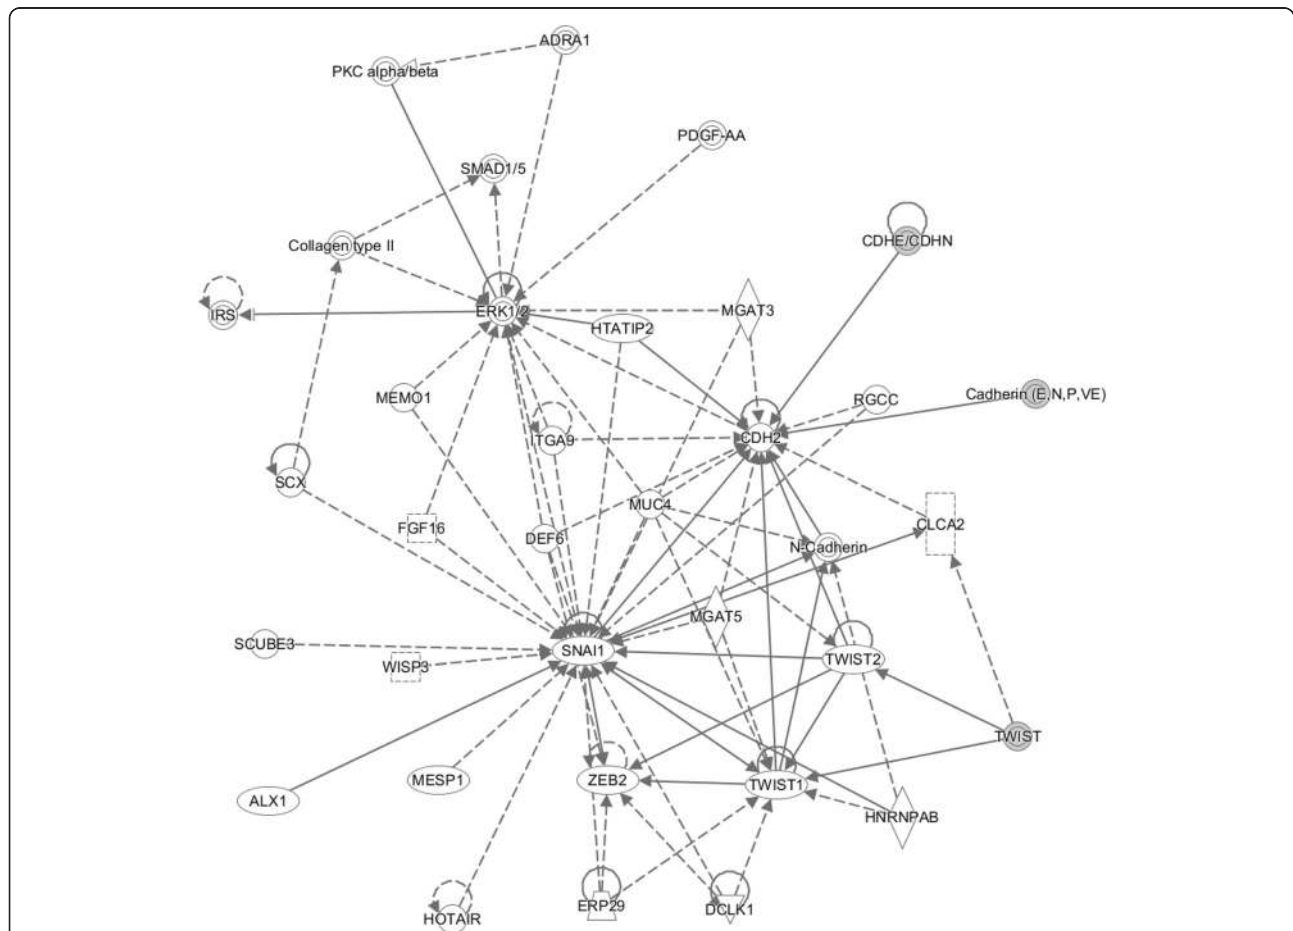 ADRA1
PKC alpha/beta
PDGF-AA
SMAD1/5
CDHE/CDHN
Collagen type II
IRS
ERK1/2
MGAT3
HTATIP2
MEMO1
RGCC
Cadherin (E,N,P,VE)
ITGA9
CDH2
SCX
MUC4
FGF16
CLCA2
DEF6
N-Cadherin
MGAT5
SCUBE3
SNAI1
WISP3
TWIST2
TWIST
MESP1
ZEB2
TWIST1
ALX1
HNRNPAB
HOTAIR
ERP29
DCLK1